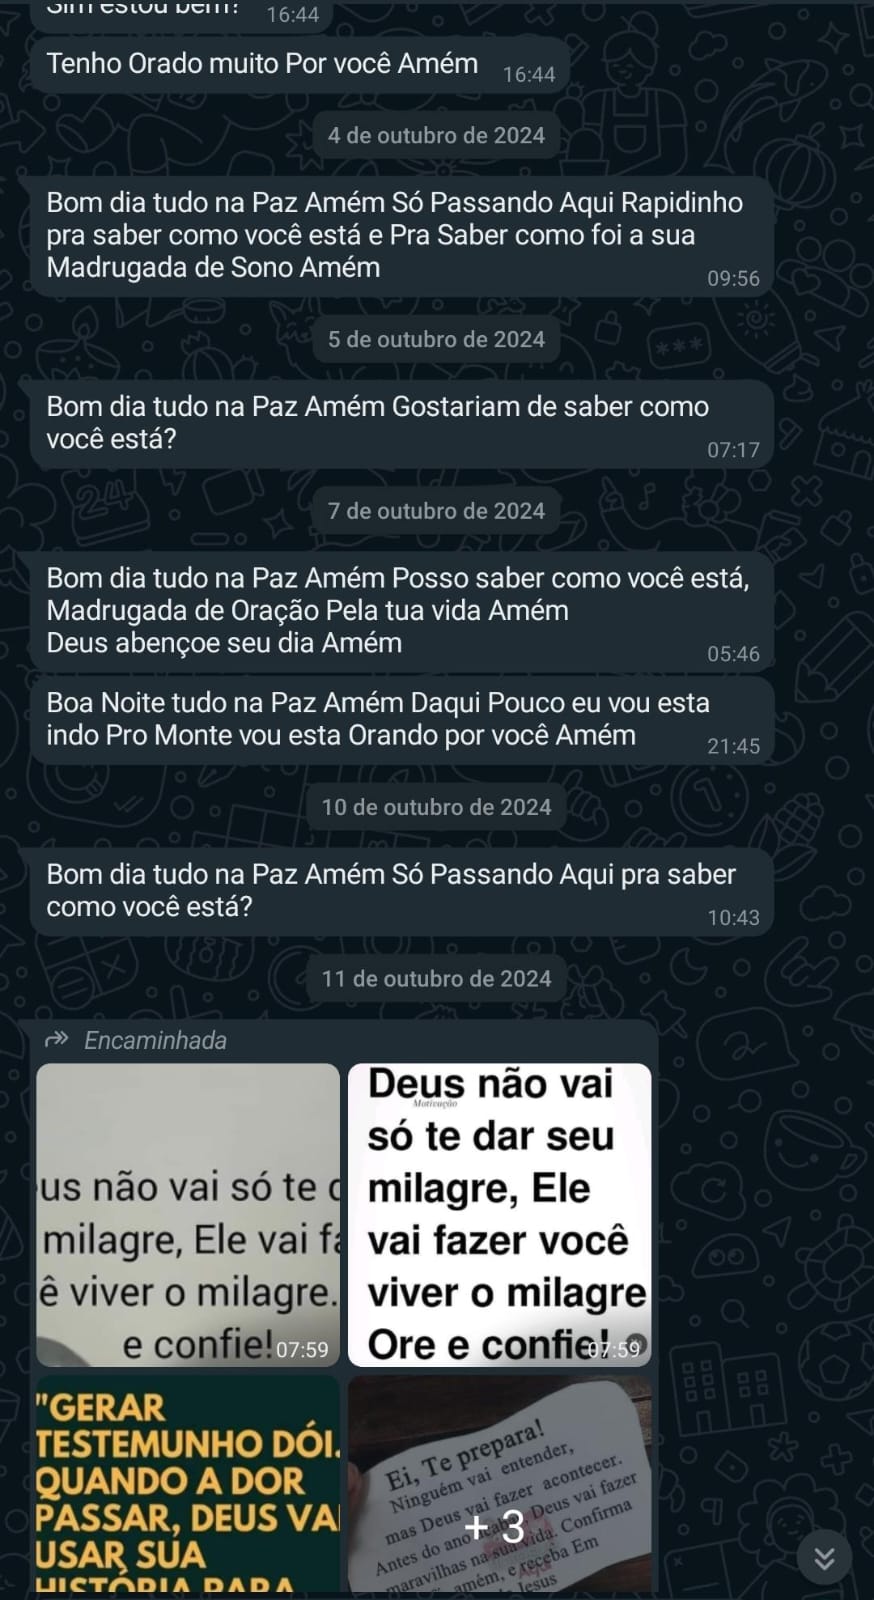 Sim estou bem! 16:44
Tenho Orado muito Por você Amém 16:44
4 de outubro de 2024
Bom dia tudo na Paz Amém Só Passando Aqui Rapidinho
pra saber como você está e Pra Saber como foi a sua
Madrugada de Sono Amém
09:56
5 de outubro de 2024
Bom dia tudo na Paz Amém Gostariam de saber como
você está?
07:17
7 de outubro de 2024
Bom dia tudo na Paz Amém Posso saber como você está,
Madrugada de Oração Pela tua vida Amém
Deus abençoe seu dia Amém
05:46
Boa Noite tudo na Paz Amém Daqui Pouco eu vou esta
indo Pro Monte vou esta Orando por você Amém
21:45
10 de outubro de 2024
Bom dia tudo na Paz Amém Só Passando Aqui pra saber
como você está?
10:43
11 de outubro de 2024
Encaminhada
us não vai só te d
milagre, Ele vai fa
ê viver o milagre.
e confie! 07:59
Deus não vai
Motivação
só te dar seu
milagre, Ele
vai fazer você
viver o milagre
Ore e confie! 07:59
"GERAR
TESTEMUNHO DÓI.
QUANDO A DOR
PASSAR, DEUS VAI
USAR SUA
HISTÓRIA PARA
Ei, Te prepara!
Ninguém vai entender,
mas Deus vai fazer acontecer.
Antes do ano acabar, Deus vai fazer
maravilhas na sua vida. Confirma
amém, e receba Em
Jesus
+ 3